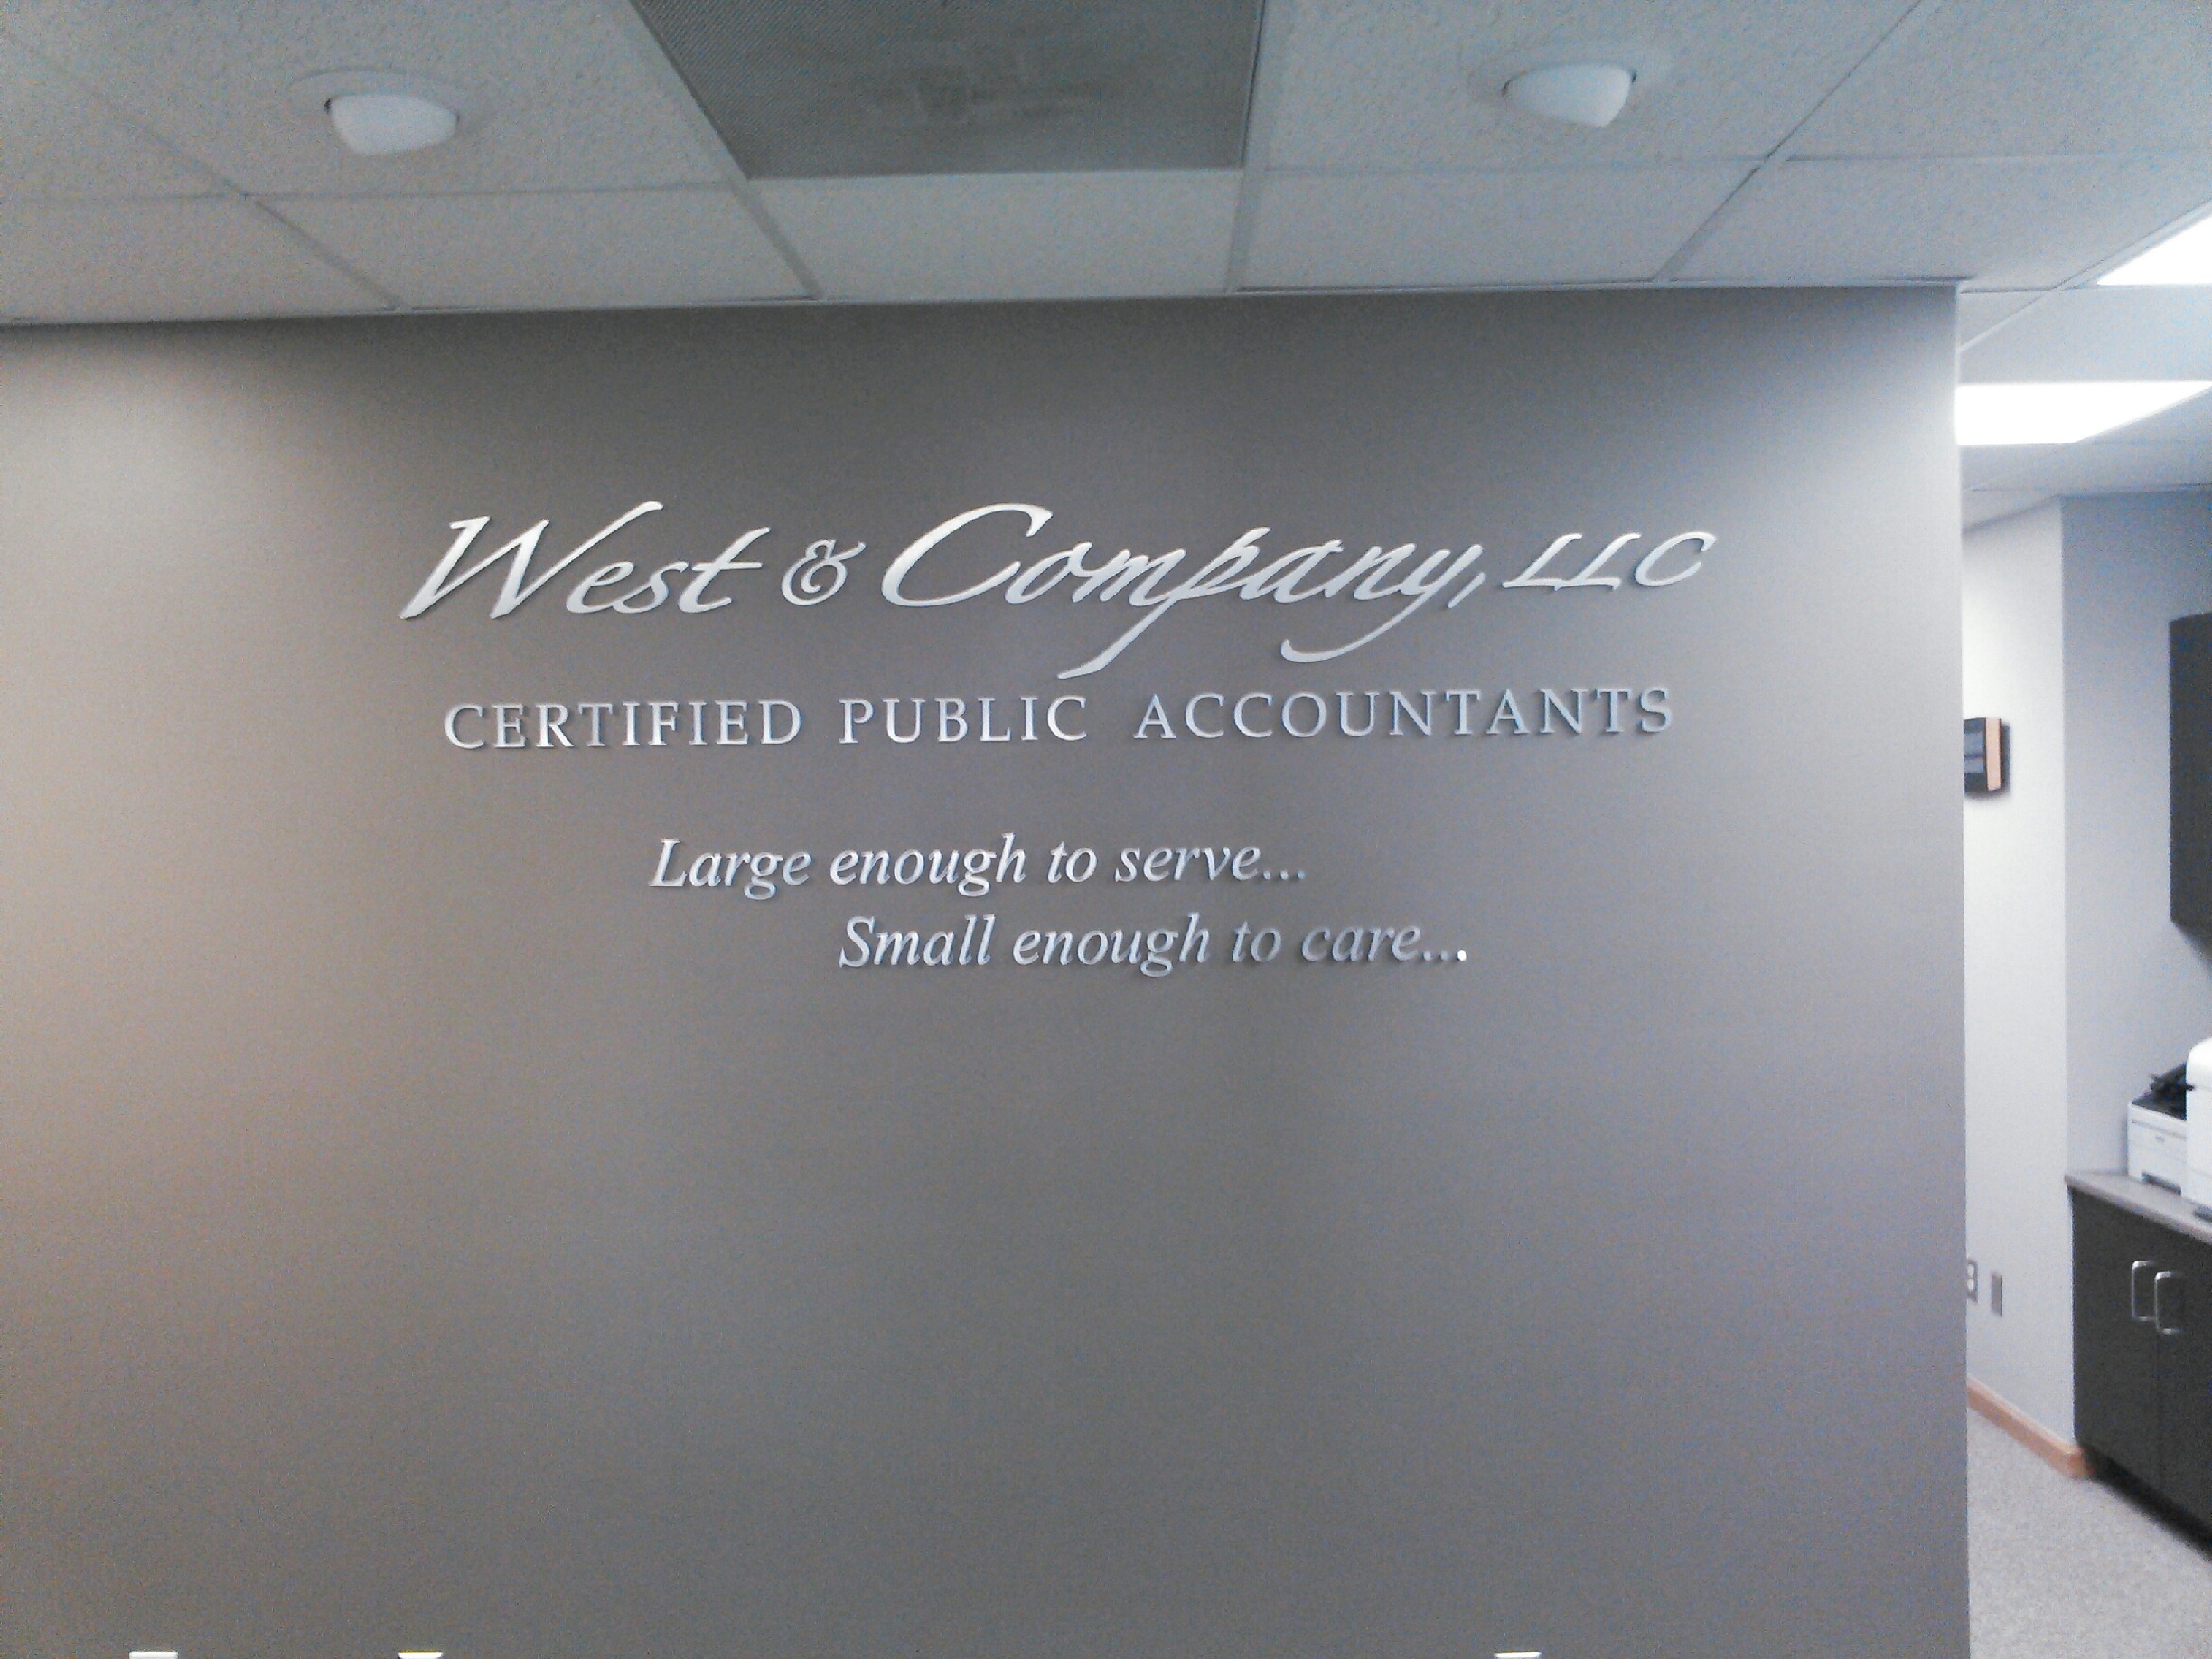 West & Company, LLC
CERTIFIED PUBLIC ACCOUNTANTS
Large enough to serve...
Small enough to care...